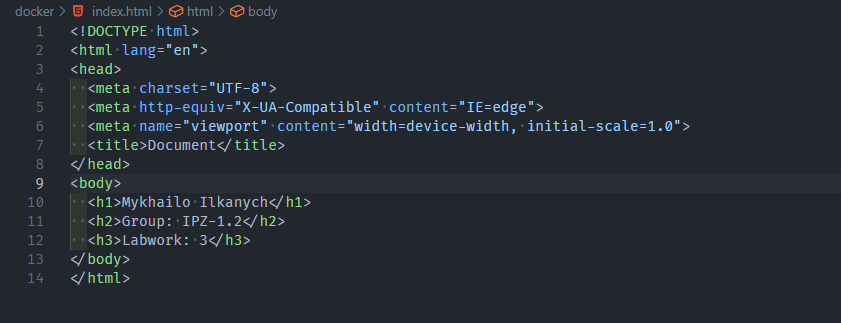 docker > index.html > html > body
1 <!DOCTYPE html>
2 <html lang="en">
3 <head>
4 <meta charset="UTF-8">
5 <meta http-equiv="X-UA-Compatible" content="IE=edge">
6 <meta name="viewport" content="width=device-width, initial-scale=1.0">
7 <title>Document</title>
8 </head>
9 <body>
10 <h1>Mykhailo Ilkanych</h1>
11 <h2>Group: IPZ-1.2</h2>
12 <h3>Labwork: 3</h3>
13 </body>
14 </html>